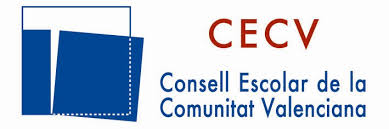 CECV
Consell Escolar de la
Comunitat Valenciana